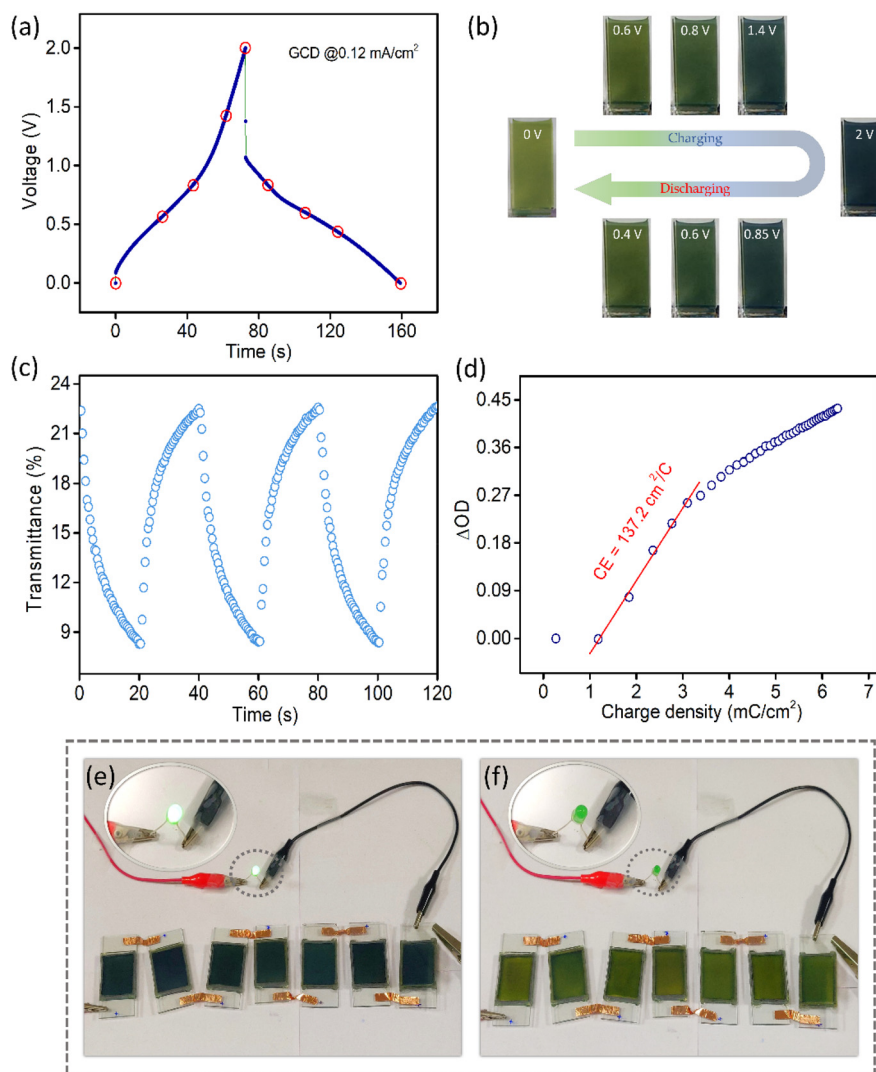 (a)
GCD @0.12 mA/cm²
Voltage (V)
2.0
1.5
1.0
0.5
0.0
0 40 80 120 160
Time (s)
(b)
0.6 V 0.8 V 1.4 V
0 V
Charging
2 V
Discharging
0.4 V 0.6 V 0.85 V
(c)
Transmittance (%)
24
21
18
15
12
9
0 20 40 60 80 100 120
Time (s)
(d)
ΔOD
0.45
0.36
0.27
0.18
0.09
0.00
CE = 137.2 cm²/C
0 1 2 3 4 5 6 7
Charge density (mC/cm²)
(e)
(f)